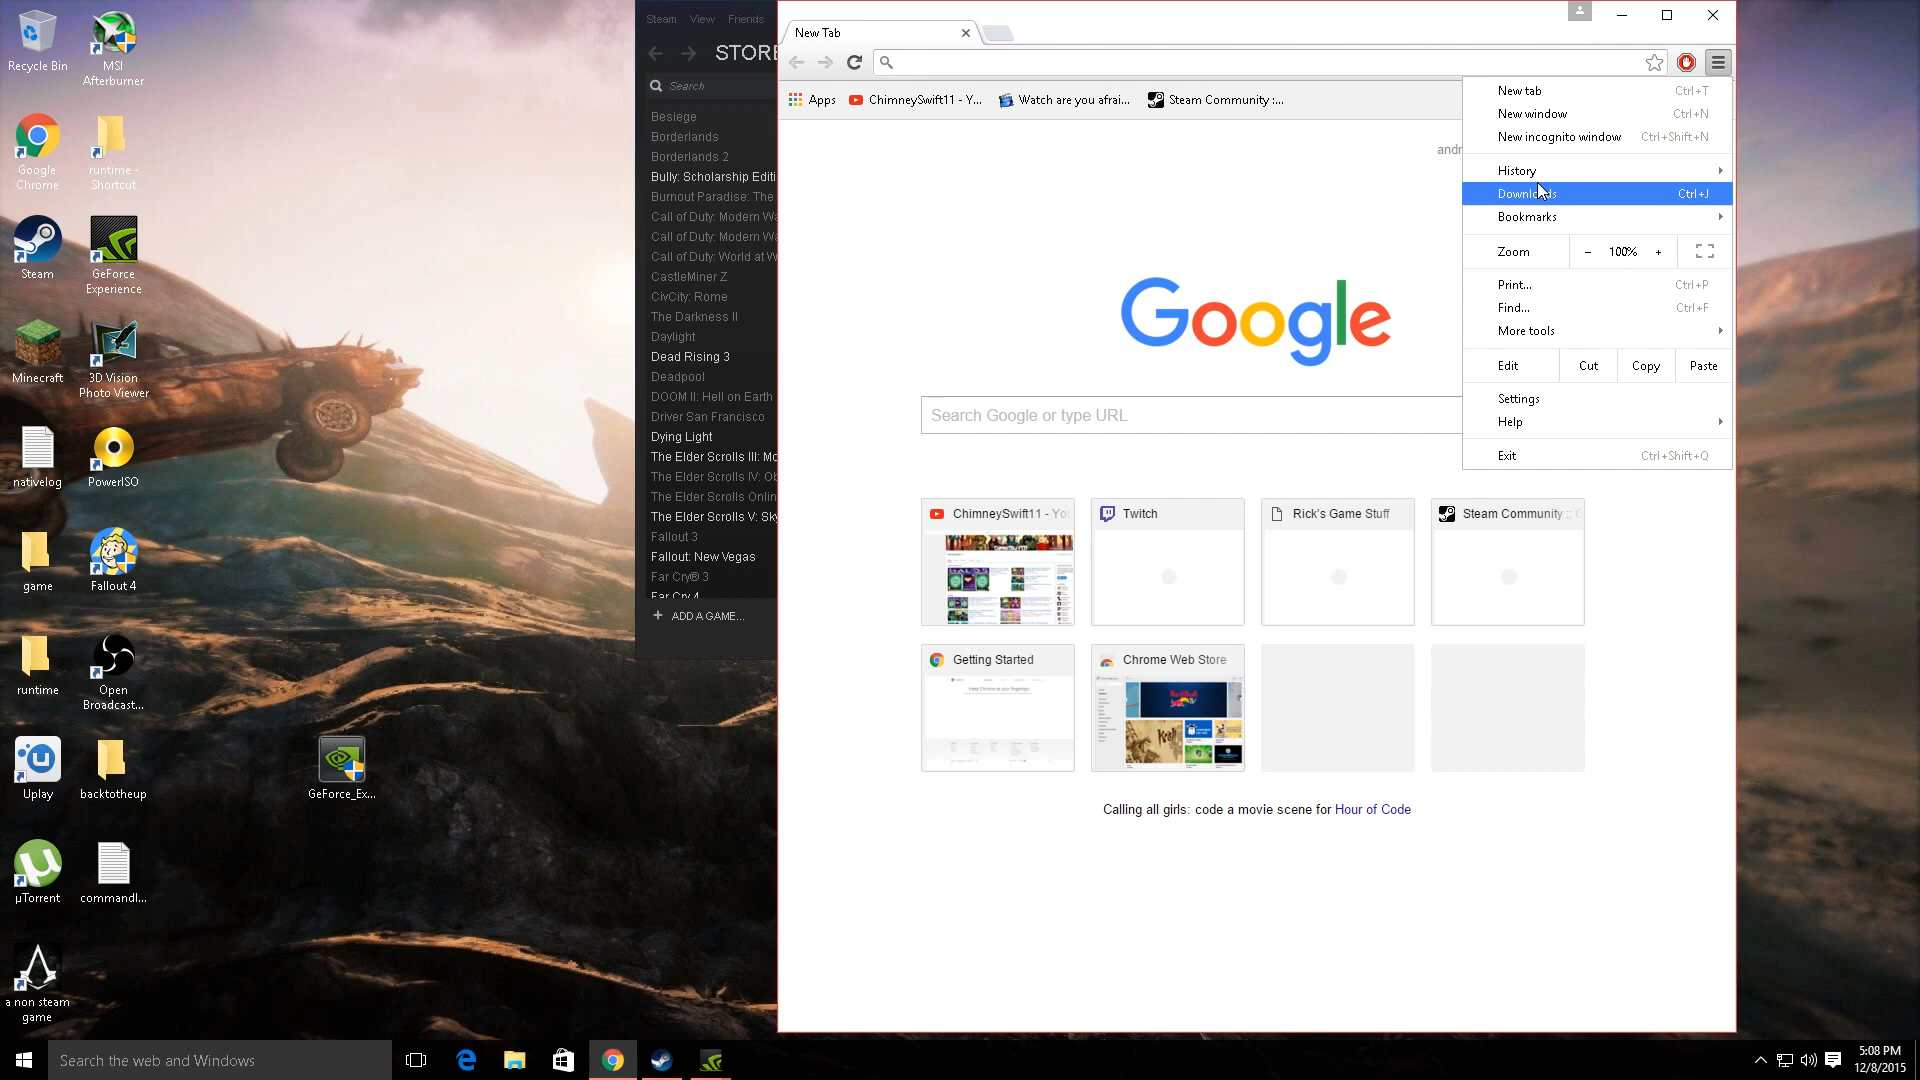 Recycle Bin
MSI
Afterburner
Google
Chrome
runtime -
Shortcut
Steam
GeForce
Experience
Minecraft
3D Vision
Photo Viewer
nativelog
PowerISO
game
Fallout 4
runtime
Open
Broadcast...
Uplay
backtotheup
GeForce_Ex...
µTorrent
commandl...
a non steam
game
Steam View Friends
STORE
Search
Besiege
Borderlands
Borderlands 2
Bully: Scholarship Editi
Burnout Paradise: The
Call of Duty: Modern Wa
Call of Duty: Modern Wa
Call of Duty: World at W
CastleMiner Z
CivCity: Rome
The Darkness II
Daylight
Dead Rising 3
Deadpool
DOOM II: Hell on Earth
Driver San Francisco
Dying Light
The Elder Scrolls III: Mo
The Elder Scrolls IV: Ob
The Elder Scrolls Onlin
The Elder Scrolls V: Sky
Fallout 3
Fallout: New Vegas
Far Cry® 3
Far Cry 4
+ ADD A GAME...
New Tab
Apps
ChimneySwift11 - Y...
Watch are you afrai...
Steam Community :...
andr
Google
Search Google or type URL
ChimneySwift11 - You
Twitch
Rick's Game Stuff
Steam Community :: G
Getting Started
Chrome Web Store
Calling all girls: code a movie scene for Hour of Code
New tab Ctrl+T
New window Ctrl+N
New incognito window Ctrl+Shift+N
History
Downloads Ctrl+J
Bookmarks
Zoom – 100% +
Print... Ctrl+P
Find... Ctrl+F
More tools
Edit Cut Copy Paste
Settings
Help
Exit Ctrl+Shift+Q
Search the web and Windows
5:08 PM
12/8/2015